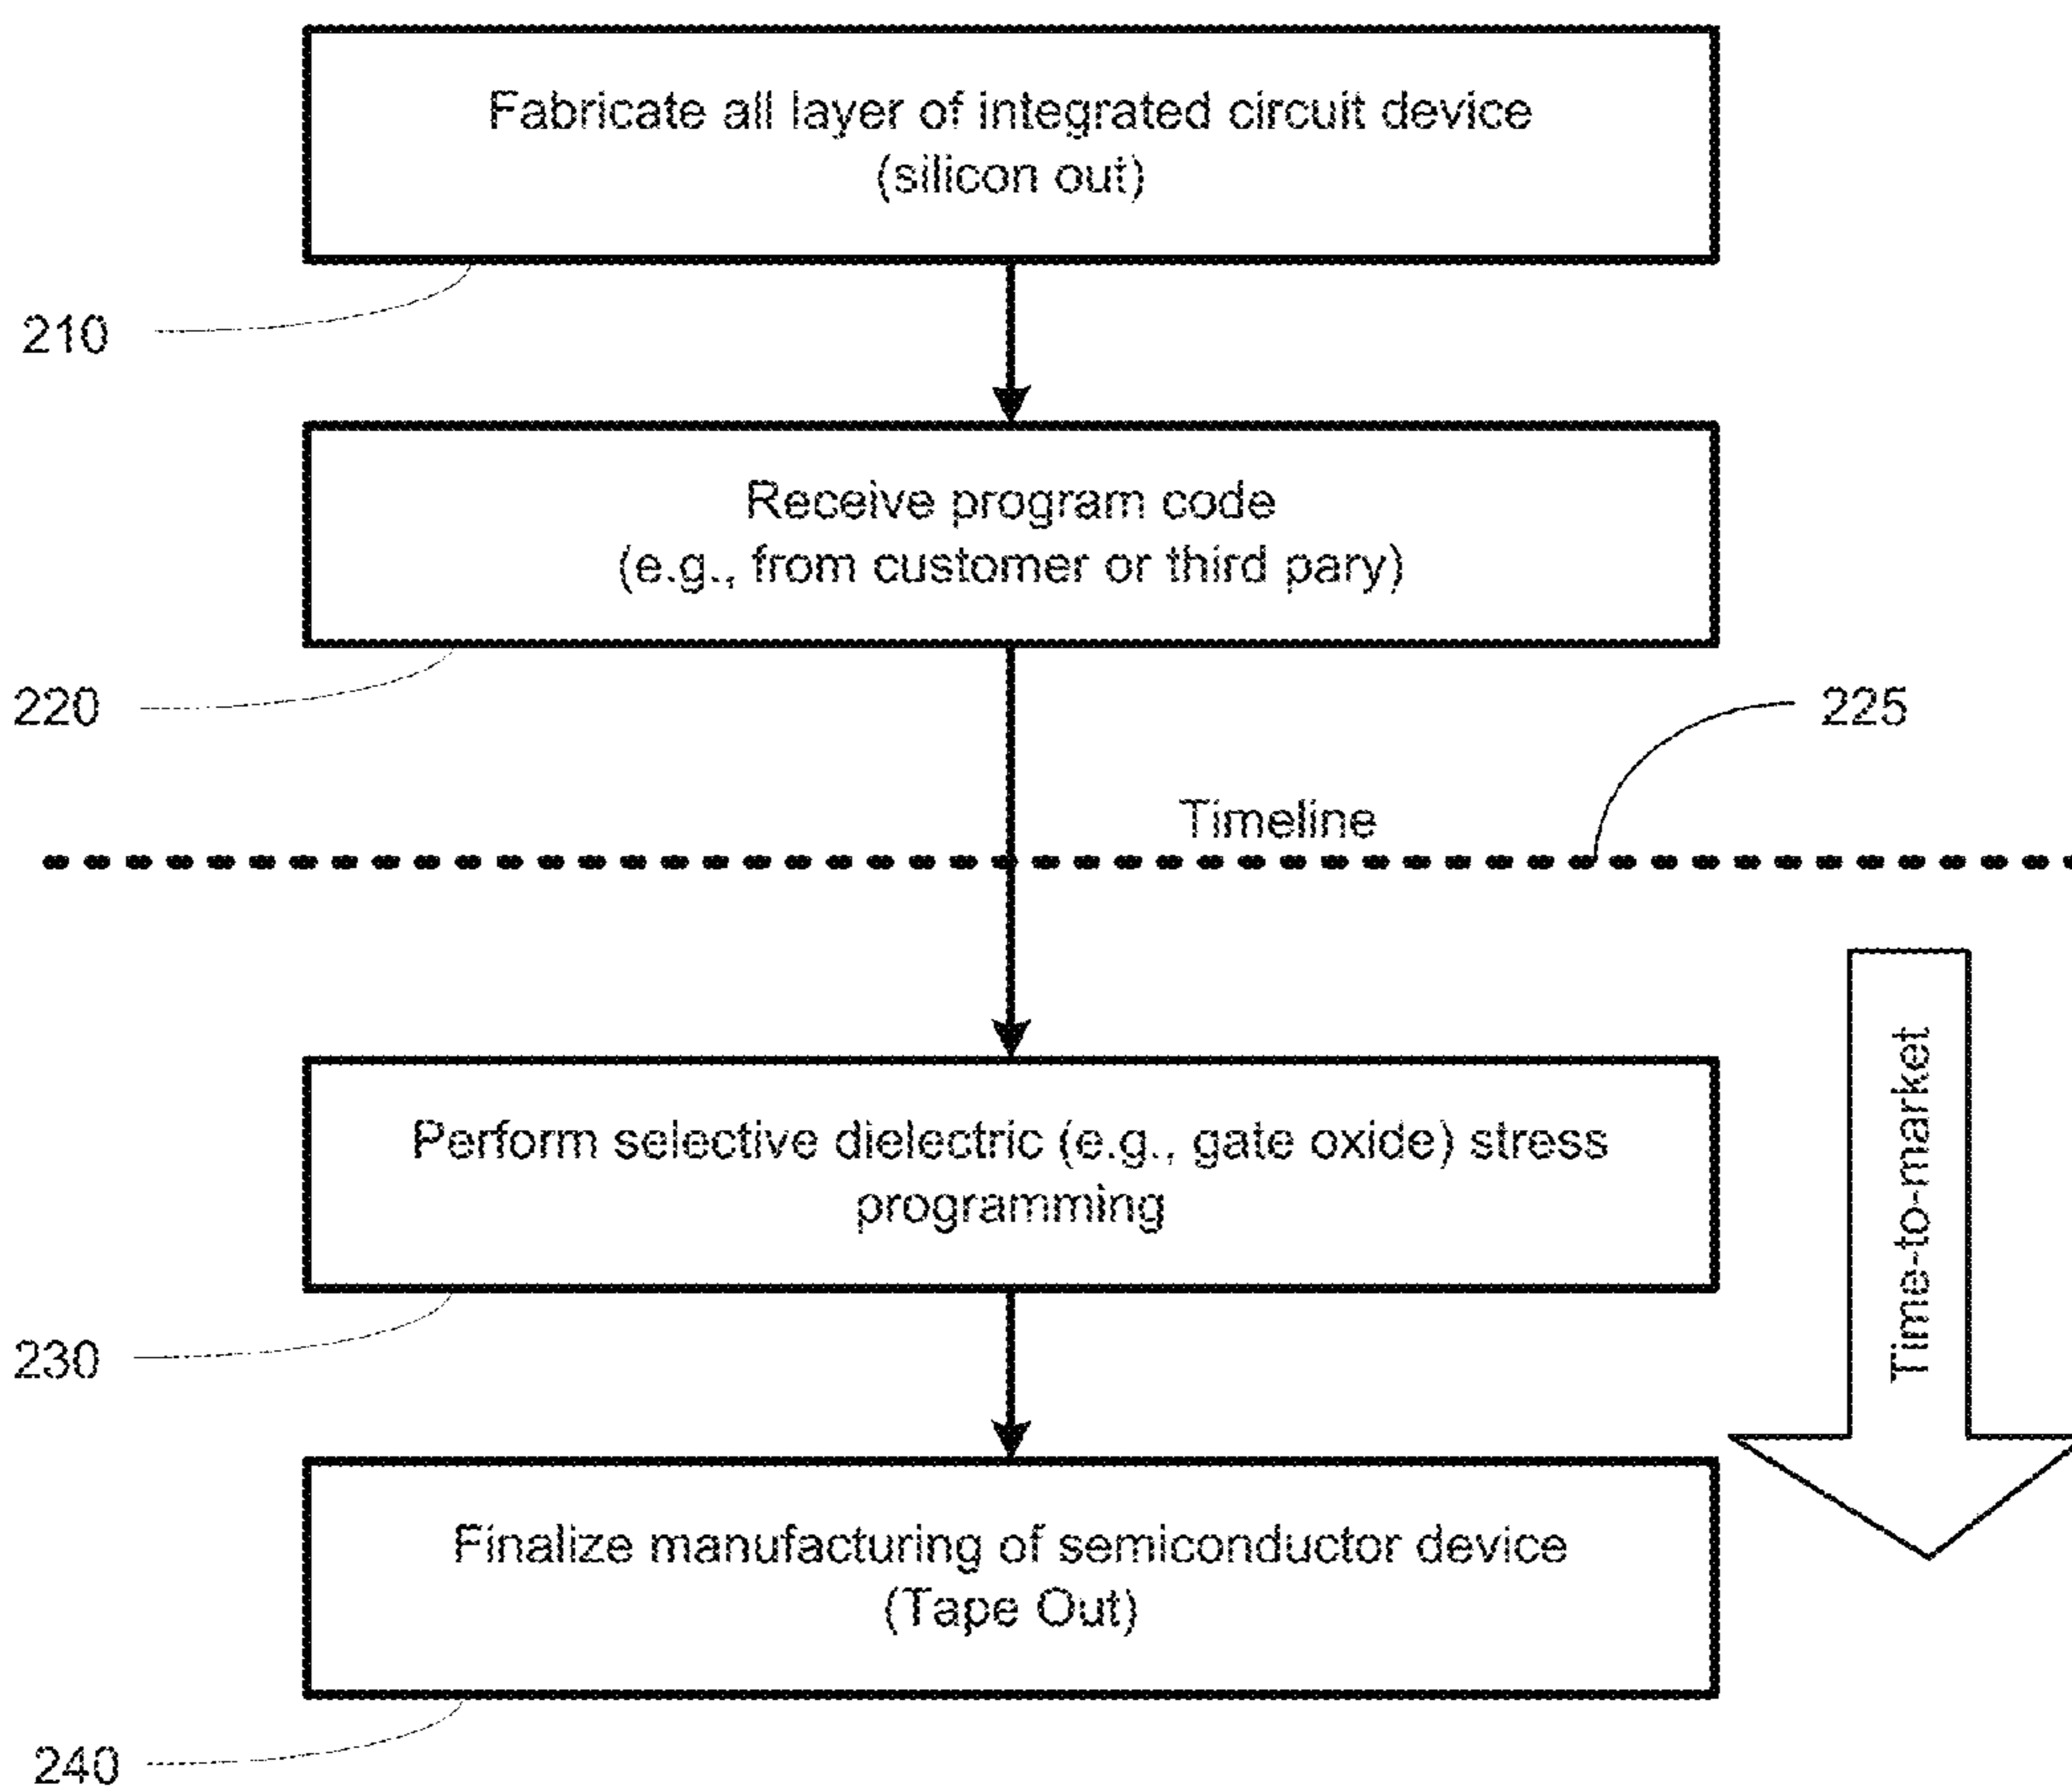 Fabricate all layer of integrated circuit device
(silicon out)
210
Receive program code
(e.g., from customer or third pary)
220
225
Timeline
Perform selective dielectric (e.g., gate oxide) stress
programming
Time-to-market
230
Finalize manufacturing of semiconductor device
(Tape Out)
240